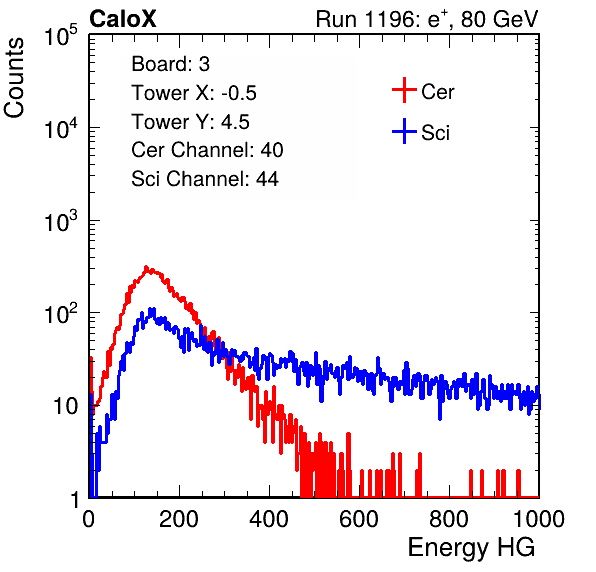 CaloX Run 1196: e⁺, 80 GeV
Counts
10⁵
10⁴
10³
10²
10
1
Board: 3
Tower X: -0.5
Tower Y: 4.5
Cer Channel: 40
Sci Channel: 44
Cer
Sci
0 200 400 600 800 1000
Energy HG